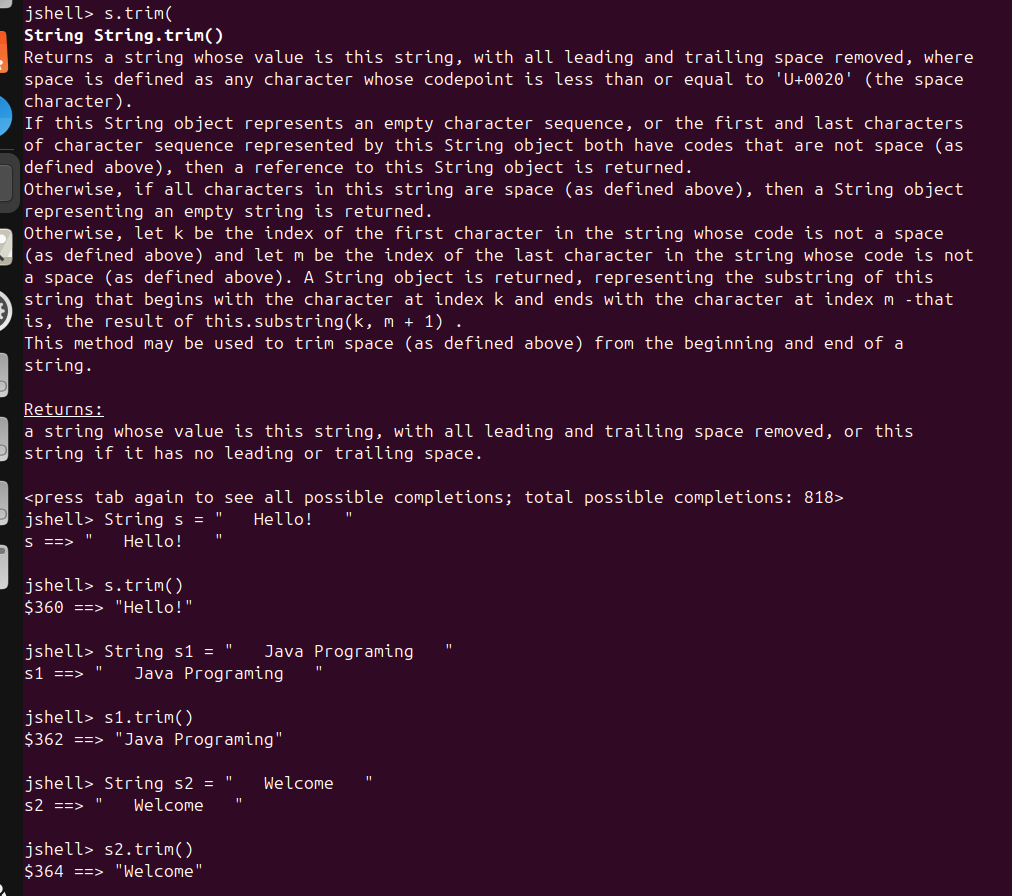 jshell> s.trim(
String String.trim()
Returns a string whose value is this string, with all leading and trailing space removed, where
space is defined as any character whose codepoint is less than or equal to 'U+0020' (the space
character).
If this String object represents an empty character sequence, or the first and last characters
of character sequence represented by this String object both have codes that are not space (as
defined above), then a reference to this String object is returned.
Otherwise, if all characters in this string are space (as defined above), then a String object
representing an empty string is returned.
Otherwise, let k be the index of the first character in the string whose code is not a space
(as defined above) and let m be the index of the last character in the string whose code is not
a space (as defined above). A String object is returned, representing the substring of this
string that begins with the character at index k and ends with the character at index m -that
is, the result of this.substring(k, m + 1) .
This method may be used to trim space (as defined above) from the beginning and end of a
string.

Returns:
a string whose value is this string, with all leading and trailing space removed, or this
string if it has no leading or trailing space.

<press tab again to see all possible completions; total possible completions: 818>
jshell> String s = "   Hello!   "
s ==> "   Hello!   "

jshell> s.trim()
$360 ==> "Hello!"

jshell> String s1 = "   Java Programing   "
s1 ==> "   Java Programing   "

jshell> s1.trim()
$362 ==> "Java Programing"

jshell> String s2 = "   Welcome   "
s2 ==> "   Welcome   "

jshell> s2.trim()
$364 ==> "Welcome"